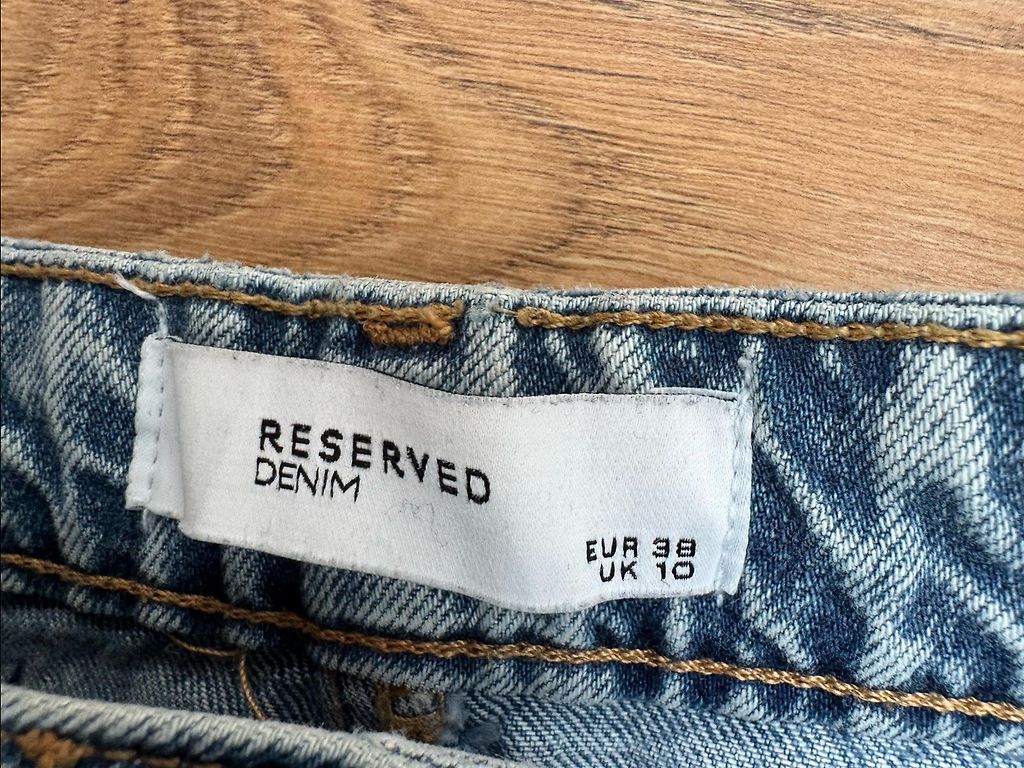 RESERVED
DENIM
EUR 38
UK 10